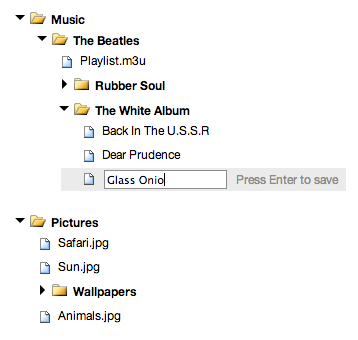 Music
The Beatles
Playlist.m3u
Rubber Soul
The White Album
Back In The U.S.S.R
Dear Prudence
Glass Onio Press Enter to save
Pictures
Safari.jpg
Sun.jpg
Wallpapers
Animals.jpg